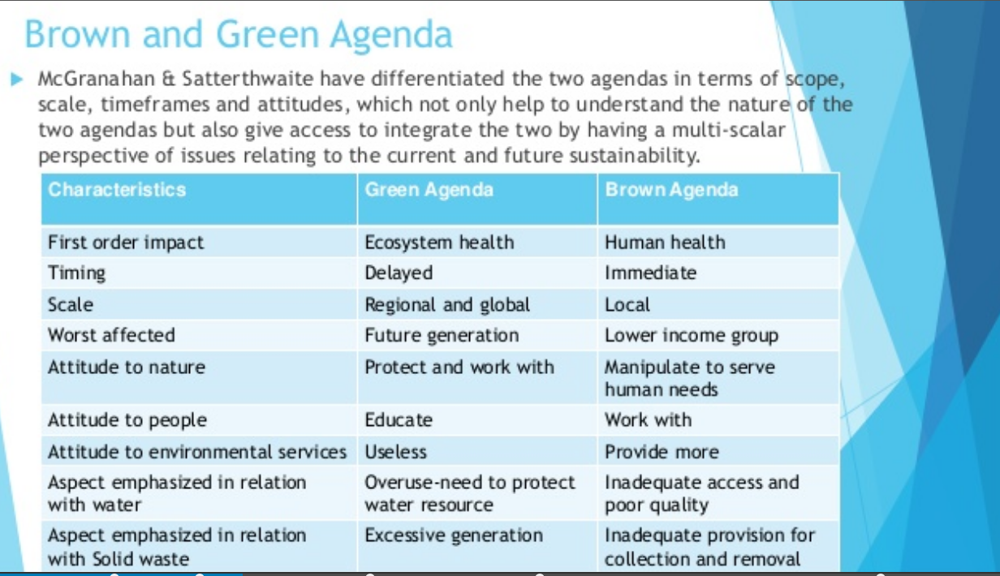 Brown and Green Agenda
McGranahan & Satterthwaite have differentiated the two agendas in terms of scope,
scale, timeframes and attitudes, which not only help to understand the nature of the
two agendas but also give access to integrate the two by having a multi-scalar
perspective of issues relating to the current and future sustainability.
Characteristics Green Agenda Brown Agenda
First order impact Ecosystem health Human health
Timing Delayed Immediate
Scale Regional and global Local
Worst affected Future generation Lower income group
Attitude to nature Protect and work with Manipulate to serve
human needs
Attitude to people Educate Work with
Attitude to environmental services Useless Provide more
Aspect emphasized in relation Overuse-need to protect Inadequate access and
with water water resource poor quality
Aspect emphasized in relation Excessive generation Inadequate provision for
with Solid waste collection and removal